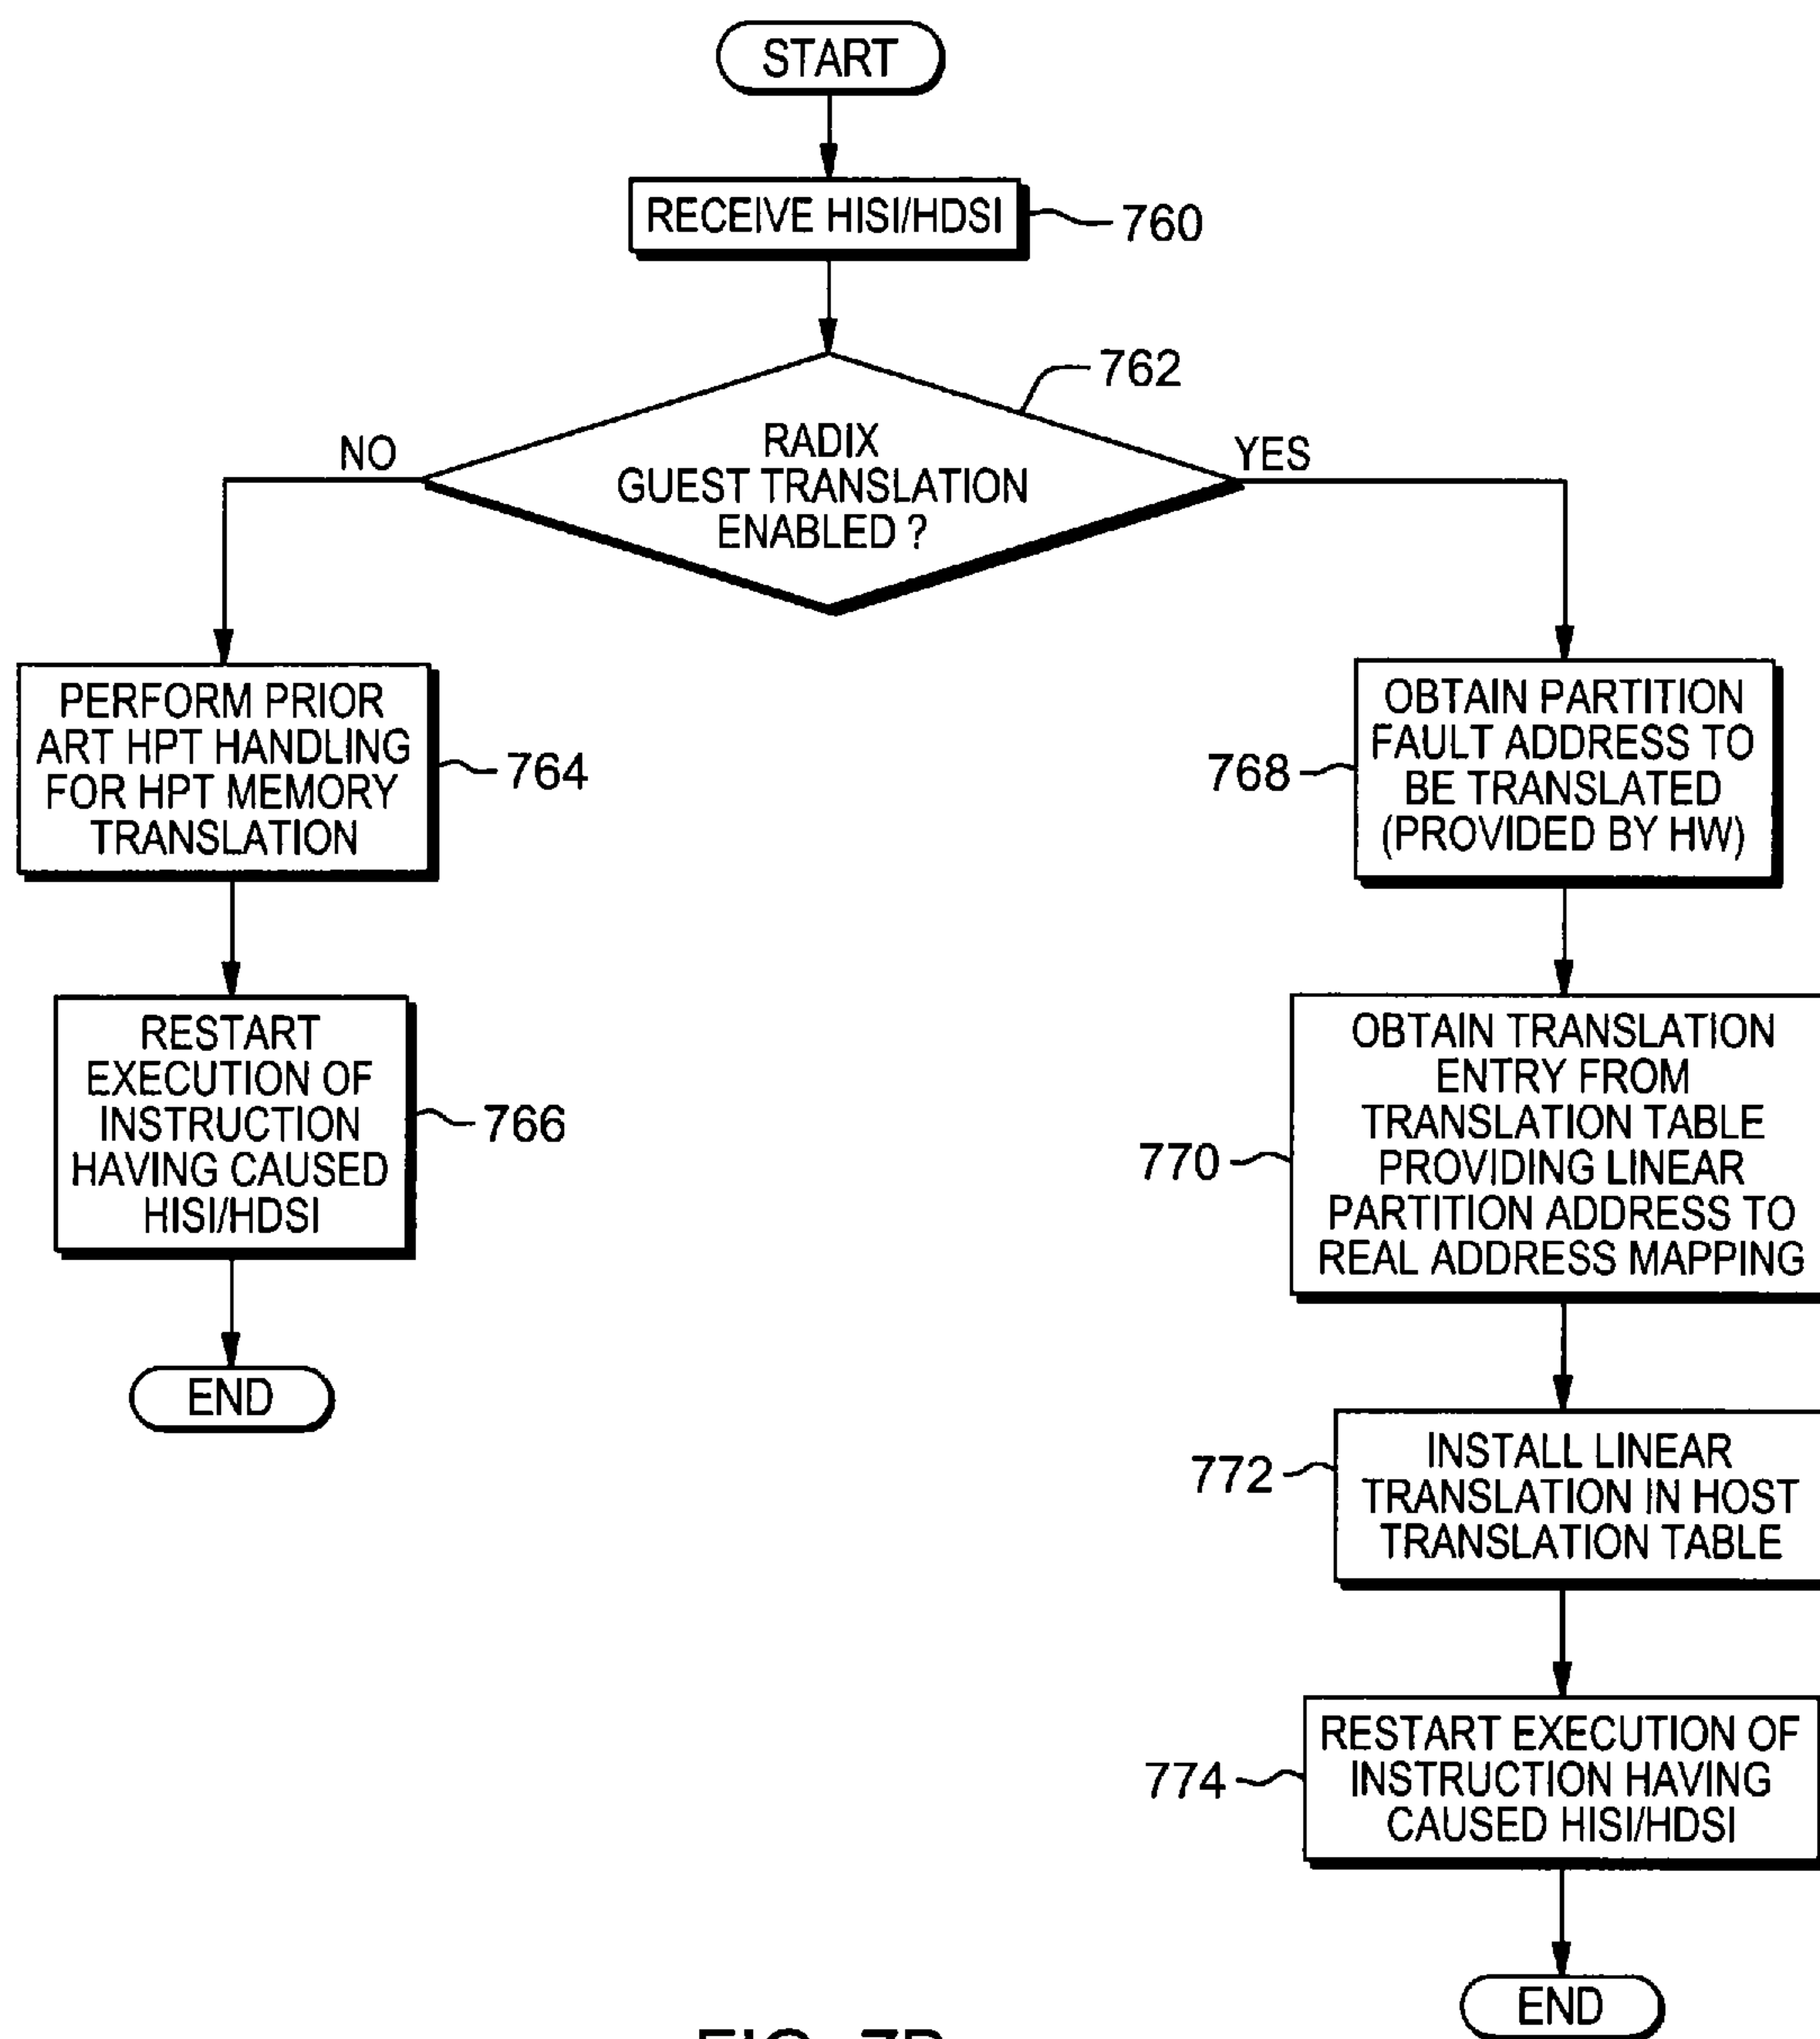 START
RECEIVE HISI/HDSI
760
762
RADIX
GUEST TRANSLATION
ENABLED ?
NO
YES
PERFORM PRIOR
ART HPT HANDLING
FOR HPT MEMORY
TRANSLATION
764
RESTART
EXECUTION OF
INSTRUCTION
HAVING CAUSED
HISI/HDSI
766
END
OBTAIN PARTITION
FAULT ADDRESS TO
BE TRANSLATED
(PROVIDED BY HW)
768
OBTAIN TRANSLATION
ENTRY FROM
TRANSLATION TABLE
PROVIDING LINEAR
PARTITION ADDRESS TO
REAL ADDRESS MAPPING
770
INSTALL LINEAR
TRANSLATION IN HOST
TRANSLATION TABLE
772
RESTART EXECUTION OF
INSTRUCTION HAVING
CAUSED HISI/HDSI
774
END